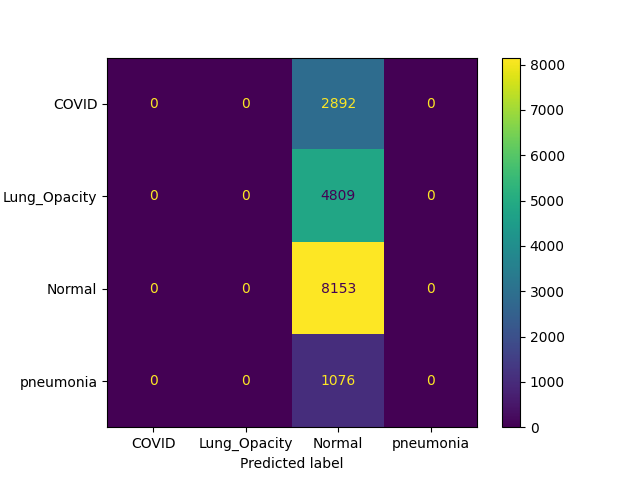 COVID 0 0 2892 0
Lung_Opacity 0 0 4809 0
Normal 0 0 8153 0
pneumonia 0 0 1076 0
COVID Lung_Opacity Normal pneumonia
Predicted label
8000
7000
6000
5000
4000
3000
2000
1000
0